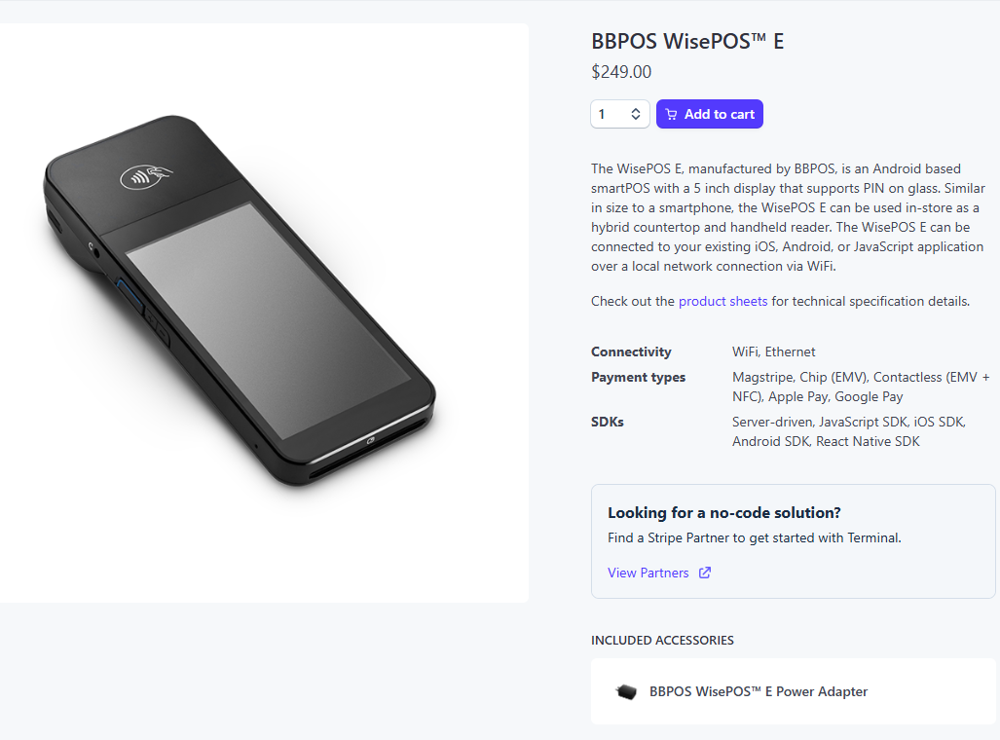 BBPOS WisePOS™ E
$249.00
1
Add to cart
The WisePOS E, manufactured by BBPOS, is an Android based
smartPOS with a 5 inch display that supports PIN on glass. Similar
in size to a smartphone, the WisePOS E can be used in-store as a
hybrid countertop and handheld reader. The WisePOS E can be
connected to your existing iOS, Android, or JavaScript application
over a local network connection via WiFi.
Check out the product sheets for technical specification details.
Connectivity WiFi, Ethernet
Payment types Magstripe, Chip (EMV), Contactless (EMV +
NFC), Apple Pay, Google Pay
SDKs Server-driven, JavaScript SDK, iOS SDK,
Android SDK, React Native SDK
Looking for a no-code solution?
Find a Stripe Partner to get started with Terminal.
View Partners
INCLUDED ACCESSORIES
BBPOS WisePOS™ E Power Adapter